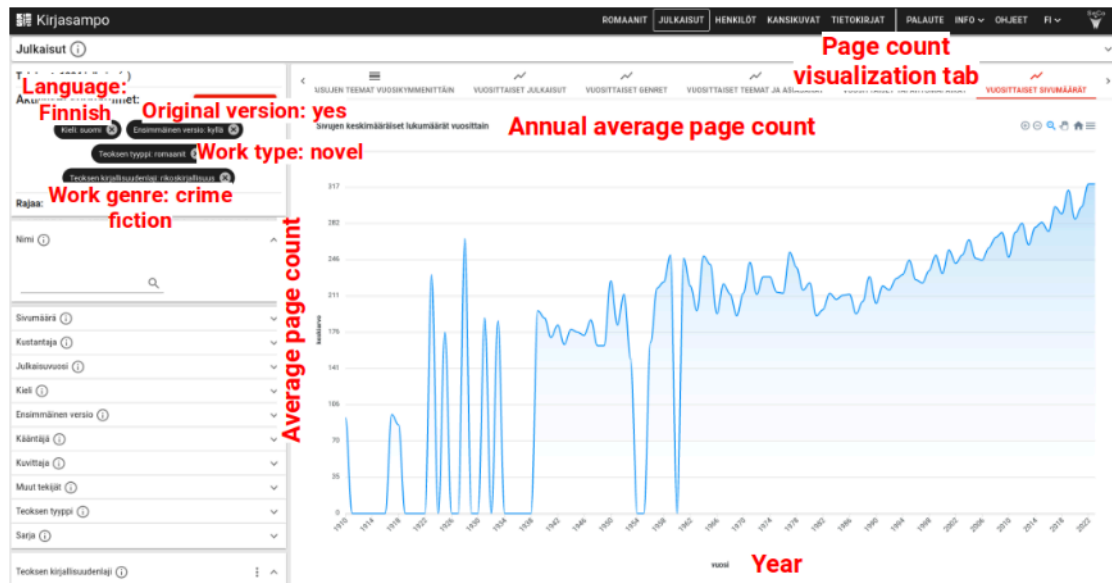 Kirjasampo
ROMAANIT JULKAISUT HENKILÖT KANSIKUVAT TIETOKIRJAT PALAUTE INFO OHJEET FI SeCo
Julkaisut
Page count
visualization tab
Language:
Finnish
Original version: yes
TEEMAT VUOSIKYMMENITTÄIN VUOSITTAISET JULKAISUT VUOSITTAISET GENRET VUOSITTAISET TEEMAT JA VUOSITTAISET SIVUMÄÄRÄT
Kieli: suomi Ensimmäinen versio: kyllä
Teoksen tyyppi: romaanit
Work type: novel
Teoksen kirjallisuudenlaji: rikoskirjallisuus
Rajaa:
Work genre: crime
fiction
Nimi
Sivumäärä
Kustantaja
Julkaisuvuosi
Kieli
Ensimmäinen versio
Kääntäjä
Kuvittaja
Muut tekijät
Teoksen tyyppi
Sarja
Teoksen kirjallisuudenlaji
Sivujen keskimääräiset lukumäärät vuosittain
Annual average page count
Average page count
keskiarvo
317
282
246
211
176
141
106
70
35
0
1910 1914 1918 1922 1926 1930 1934 1938 1942 1946 1950 1954 1958 1962 1966 1970 1974 1978 1982 1986 1990 1994 1998 2002 2006 2010 2014 2018 2022
vuosi
Year